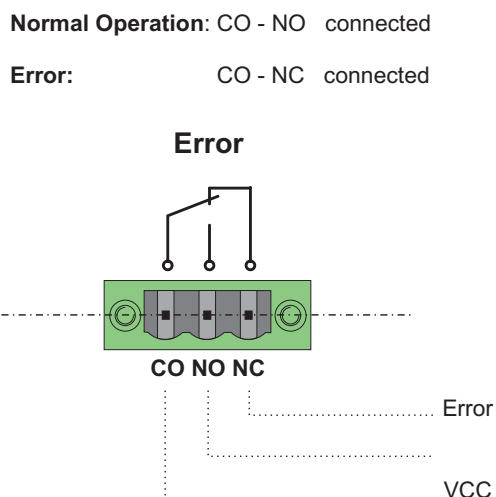 Normal Operation: CO - NO connected
Error: CO - NC connected
Error
CO NO NC
Error
VCC